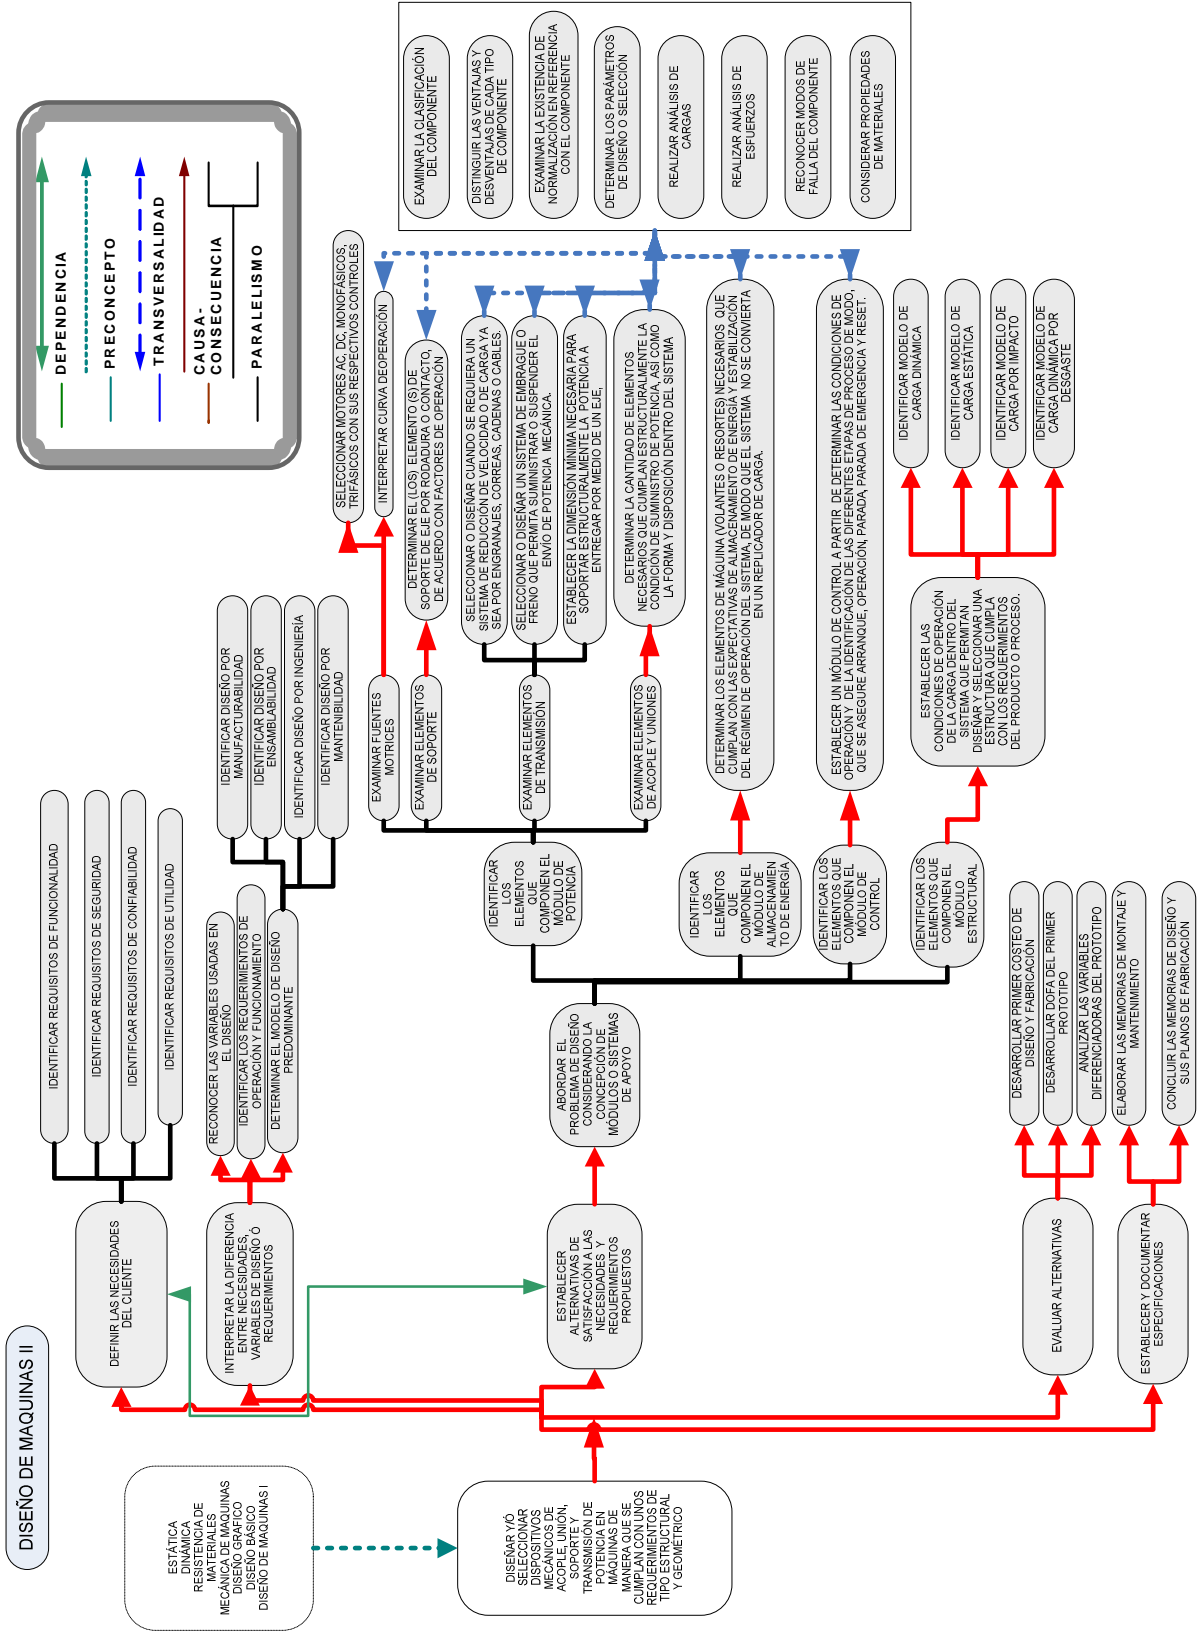 DISEÑO DE MAQUINAS II
DEPENDENCIA
PRECONCEPTO
TRANSVERSALIDAD
CAUSA-
CONSECUENCIA
PARALELISMO
ESTÁTICA
DINÁMICA
RESISTENCIA DE
MATERIALES
MECÁNICA DE MAQUINAS
DISEÑO GRAFICO
DISEÑO BÁSICO
DISEÑO DE MAQUINAS I
DISEÑAR Y/Ó
SELECCIONAR
DISPOSITIVOS
MECÁNICOS DE
ACOPLE, UNIÓN,
SOPORTE Y
TRANSMISIÓN DE
POTENCIA EN
MÁQUINAS DE
MANERA QUE SE
CUMPLAN CON UNOS
REQUERIMIENTOS DE
TIPO ESTRUCTURAL
Y GEOMÉTRICO
DEFINIR LAS NECESIDADES
DEL CLIENTE
INTERPRETAR LA DIFERENCIA
ENTRE NECESIDADES,
VARIABLES DE DISEÑO Ó
REQUERIMIENTOS
ESTABLECER
ALTERNATIVAS DE
SATISFACCIÓN A LAS
NECESIDADES Y
REQUERIMIENTOS
PROPUESTOS
EVALUAR ALTERNATIVAS
ESTABLECER Y DOCUMENTAR
ESPECIFICACIONES
IDENTIFICAR REQUISITOS DE FUNCIONALIDAD
IDENTIFICAR REQUISITOS DE SEGURIDAD
IDENTIFICAR REQUISITOS DE CONFIABILIDAD
IDENTIFICAR REQUISITOS DE UTILIDAD
RECONOCER LAS VARIABLES USADAS EN
EL DISEÑO
IDENTIFICAR LOS REQUERIMIENTOS DE
OPERACIÓN Y FUNCIONAMIENTO
DETERMINAR EL MODELO DE DISEÑO
PREDOMINANTE
IDENTIFICAR DISEÑO POR
MANUFACTURABILIDAD
IDENTIFICAR DISEÑO POR
ENSAMBLABILIDAD
IDENTIFICAR DISEÑO POR INGENIERÍA
IDENTIFICAR DISEÑO POR
MANTENIBILIDAD
ABORDAR EL
PROBLEMA DE DISEÑO
CONSIDERANDO LA
CONCEPCIÓN DE
MÓDULOS O SISTEMAS
DE APOYO
DESARROLLAR PRIMER COSTEO DE
DISEÑO Y FABRICACIÓN
DESARROLLAR DOFA DEL PRIMER
PROTOTIPO
ANALIZAR LAS VARIABLES
DIFERENCIADORAS DEL PROTOTIPO
ELABORAR LAS MEMORIAS DE MONTAJE Y
MANTENIMIENTO
CONCLUIR LAS MEMORIAS DE DISEÑO Y
SUS PLANOS DE FABRICACIÓN
IDENTIFICAR
LOS
ELEMENTOS
QUE
COMPONEN EL
MÓDULO DE
POTENCIA
IDENTIFICAR
LOS
ELEMENTOS
QUE
COMPONEN EL
MÓDULO DE
ALMACENAMIEN
TO DE ENERGÍA
IDENTIFICAR LOS
ELEMENTOS QUE
COMPONEN EL
MÓDULO DE
CONTROL
IDENTIFICAR LOS
ELEMENTOS QUE
COMPONEN EL
MÓDULO
ESTRUCTURAL
EXAMINAR FUENTES
MOTRICES
EXAMINAR ELEMENTOS
DE SOPORTE
EXAMINAR ELEMENTOS
DE TRANSMISIÓN
EXAMINAR ELEMENTOS
DE ACOPLE Y UNIONES
SELECCIONAR MOTORES AC, DC, MONOFÁSICOS,
TRIFÁSICOS CON SUS RESPECTIVOS CONTROLES
INTERPRETAR CURVA DEOPERACIÓN
DETERMINAR EL (LOS) ELEMENTO (S) DE
SOPORTE DE EJE POR RODADURA O CONTACTO,
DE ACUERDO CON FACTORES DE OPERACIÓN
SELECCIONAR O DISEÑAR CUANDO SE REQUIERA UN
SISTEMA DE REDUCCIÓN DE VELOCIDAD O DE CARGA YA
SEA POR ENGRANAJES, CORREAS, CADENAS O CABLES.
SELECCIONAR O DISEÑAR UN SISTEMA DE EMBRAGUE O
FRENO QUE PERMITA SUMINISTRAR O SUSPENDER EL
ENVÍO DE POTENCIA MECÁNICA.
ESTABLECER LA DIMENSIÓN MÍNIMA NECESARIA PARA
SOPORTAR ESTRUCTURALMENTE LA POTENCIA A
ENTREGAR POR MEDIO DE UN EJE,
DETERMINAR LA CANTIDAD DE ELEMENTOS
NECESARIOS QUE CUMPLAN ESTRUCTURALMENTE LA
CONDICIÓN DE SUMINISTRO DE POTENCIA, ASÍ COMO
LA FORMA Y DISPOSICIÓN DENTRO DEL SISTEMA
DETERMINAR LOS ELEMENTOS DE MÁQUINA (VOLANTES O RESORTES) NECESARIOS QUE
CUMPLAN CON LAS EXPECTATIVAS DE ALMACENAMIENTO DE ENERGÍA Y ESTABILIZACIÓN
DEL RÉGIMEN DE OPERACIÓN DEL SISTEMA, DE MODO QUE EL SISTEMA NO SE CONVIERTA
EN UN REPLICADOR DE CARGA.
ESTABLECER UN MÓDULO DE CONTROL A PARTIR DE DETERMINAR LAS CONDICIONES DE
OPERACIÓN Y DE LA IDENTIFICACIÓN DE LAS DIFERENTES ETAPAS DE PROCESO DE MODO,
QUE SE ASEGURE ARRANQUE, OPERACIÓN, PARADA, PARADA DE EMERGENCIA Y RESET.
ESTABLECER LAS
CONDICIONES DE OPERACIÓN
DE LA CARGA DENTRO DEL
SISTEMA QUE PERMITAN
DISEÑAR Y SELECCIONAR UNA
ESTRUCTURA QUE CUMPLA
CON LOS REQUERIMIENTOS
DEL PRODUCTO O PROCESO.
IDENTIFICAR MODELO DE
CARGA DINÁMICA
IDENTIFICAR MODELO DE
CARGA ESTÁTICA
IDENTIFICAR MODELO DE
CARGA POR IMPACTO
IDENTIFICAR MODELO DE
CARGA DINÁMICA POR
DESGASTE
EXAMINAR LA CLASIFICACIÓN
DEL COMPONENTE
DISTINGUIR LAS VENTAJAS Y
DESVENTAJAS DE CADA TIPO
DE COMPONENTE
EXAMINAR LA EXISTENCIA DE
NORMALIZACIÓN EN REFERENCIA
CON EL COMPONENTE
DETERMINAR LOS PARÁMETROS
DE DISEÑO O SELECCIÓN
REALIZAR ANÁLISIS DE
CARGAS
REALIZAR ANÁLISIS DE
ESFUERZOS
RECONOCER MODOS DE
FALLA DEL COMPONENTE
CONSIDERAR PROPIEDADES
DE MATERIALES